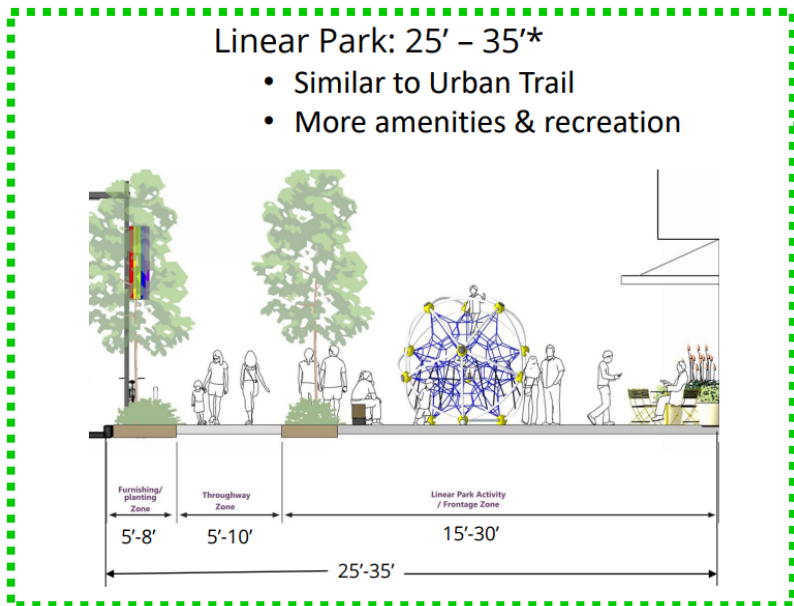 Linear Park: 25’ – 35’*
• Similar to Urban Trail
• More amenities & recreation
Furnishing/
planting
Zone
Throughway
Zone
Linear Park Activity
/ Frontage Zone
5’-8’
5’-10’
15’-30’
25’-35’